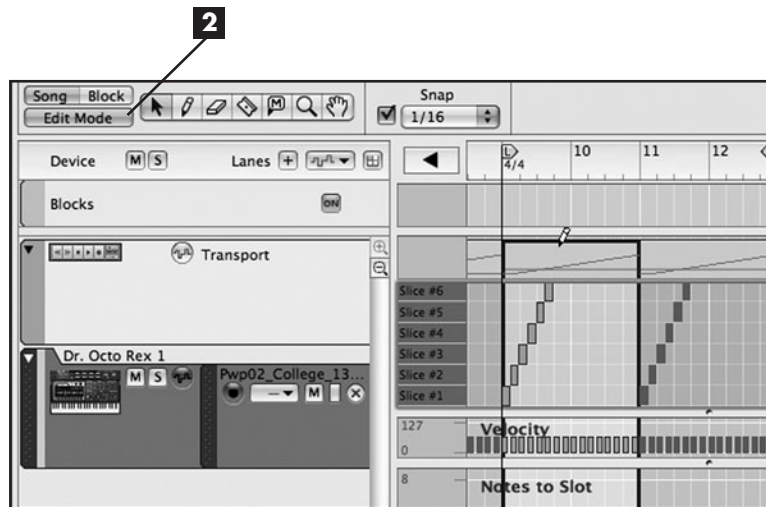 2
Song Block
Edit Mode
M
Snap
1/16
Device M S Lanes +
L
4/4
10 11 12
Blocks ON
Transport
Slice #6
Slice #5
Slice #4
Slice #3
Slice #2
Slice #1
Dr. Octo Rex 1
M S
Pwp02_College_13...
M
127
Velocity
0
8
Notes to Slot